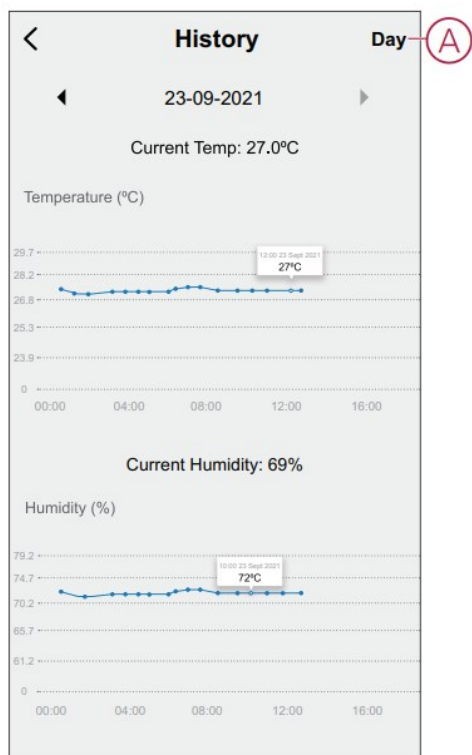 History
Day
A
23-09-2021
Current Temp: 27.0ºC
Temperature (ºC)
12:00 23 Sept 2021
27ºC
29.7
28.2
26.8
25.3
23.9
0
00:00 04:00 08:00 12:00 16:00
Current Humidity: 69%
Humidity (%)
10:00 23 Sept 2021
72ºC
79.2
74.7
70.2
65.7
61.2
0
00:00 04:00 08:00 12:00 16:00